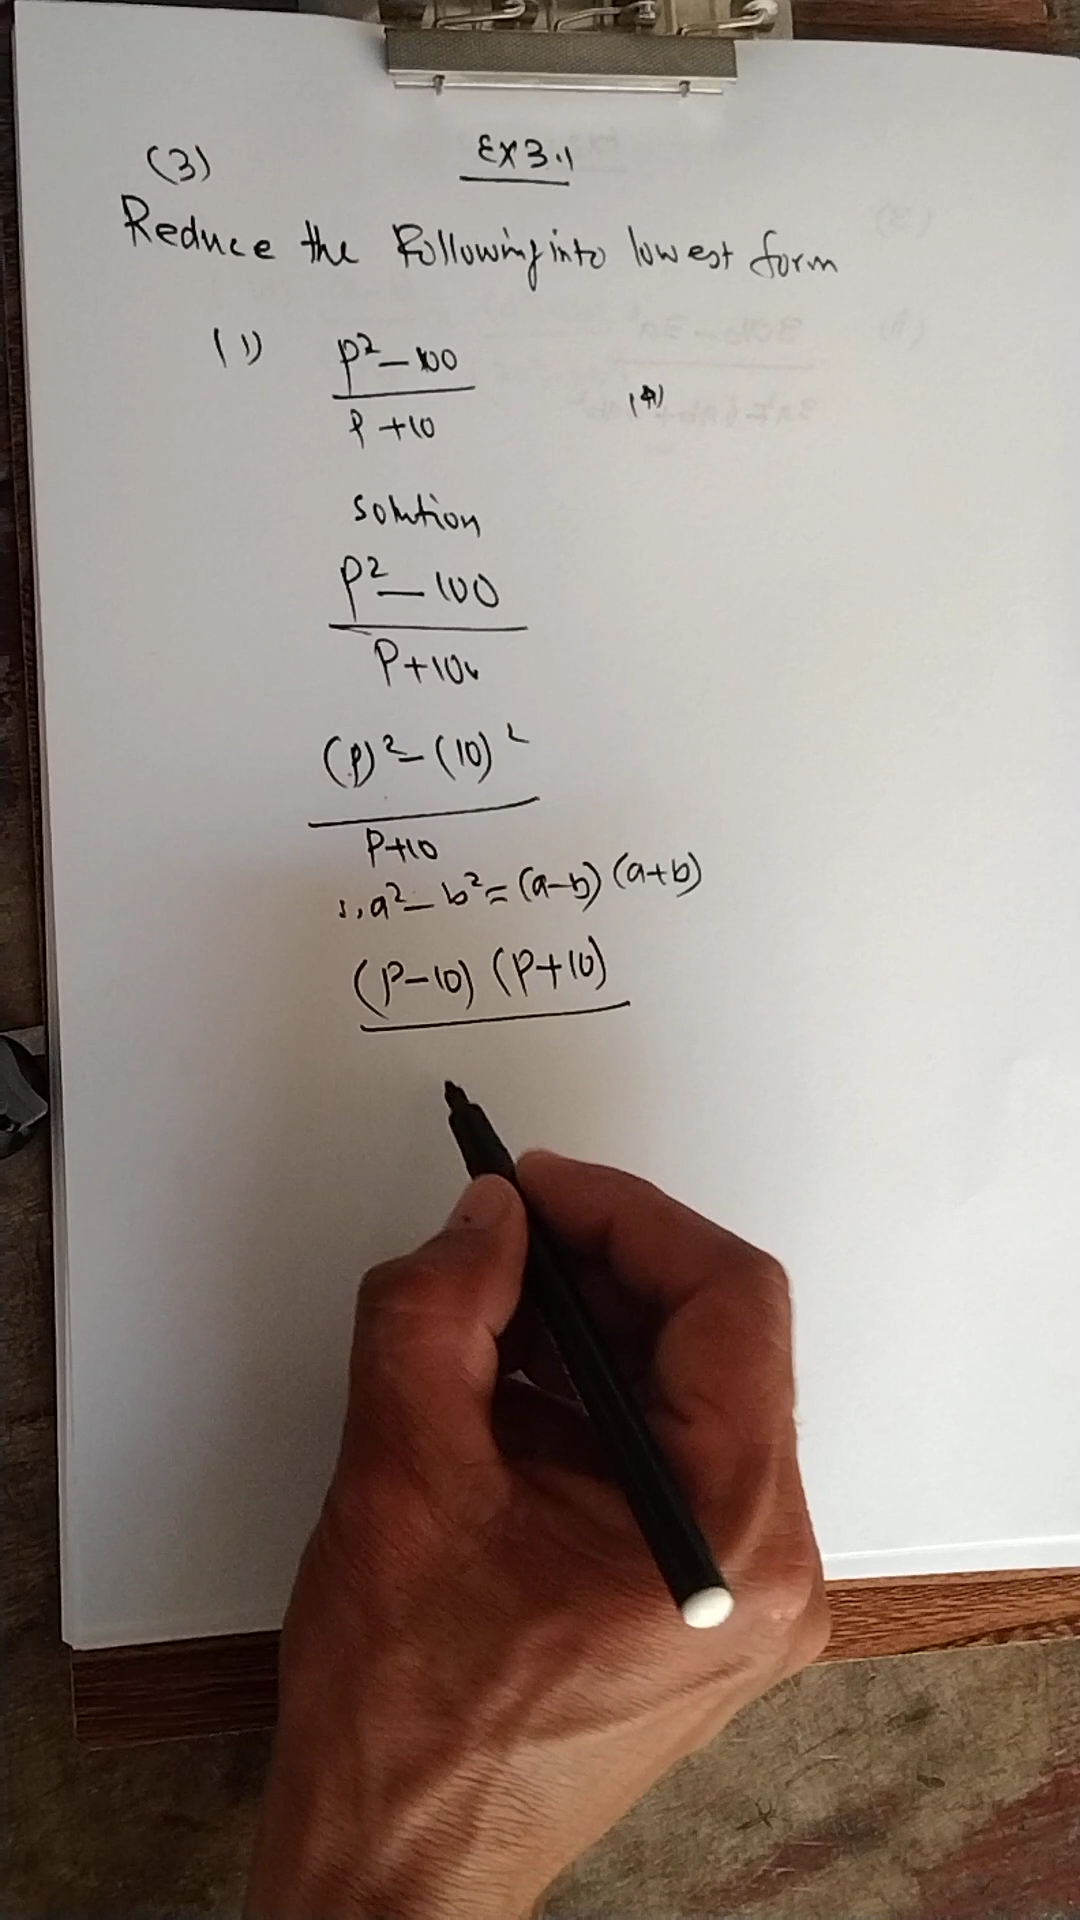 (3) Ex 3.1
Reduce the Following into lowest form
(1) p² - 100
p + 10
(4)
solution
p² - 100
P + 10
(p)² - (10)²
P + 10
∴ a² - b² = (a-b) (a+b)
(P-10) (P+10)